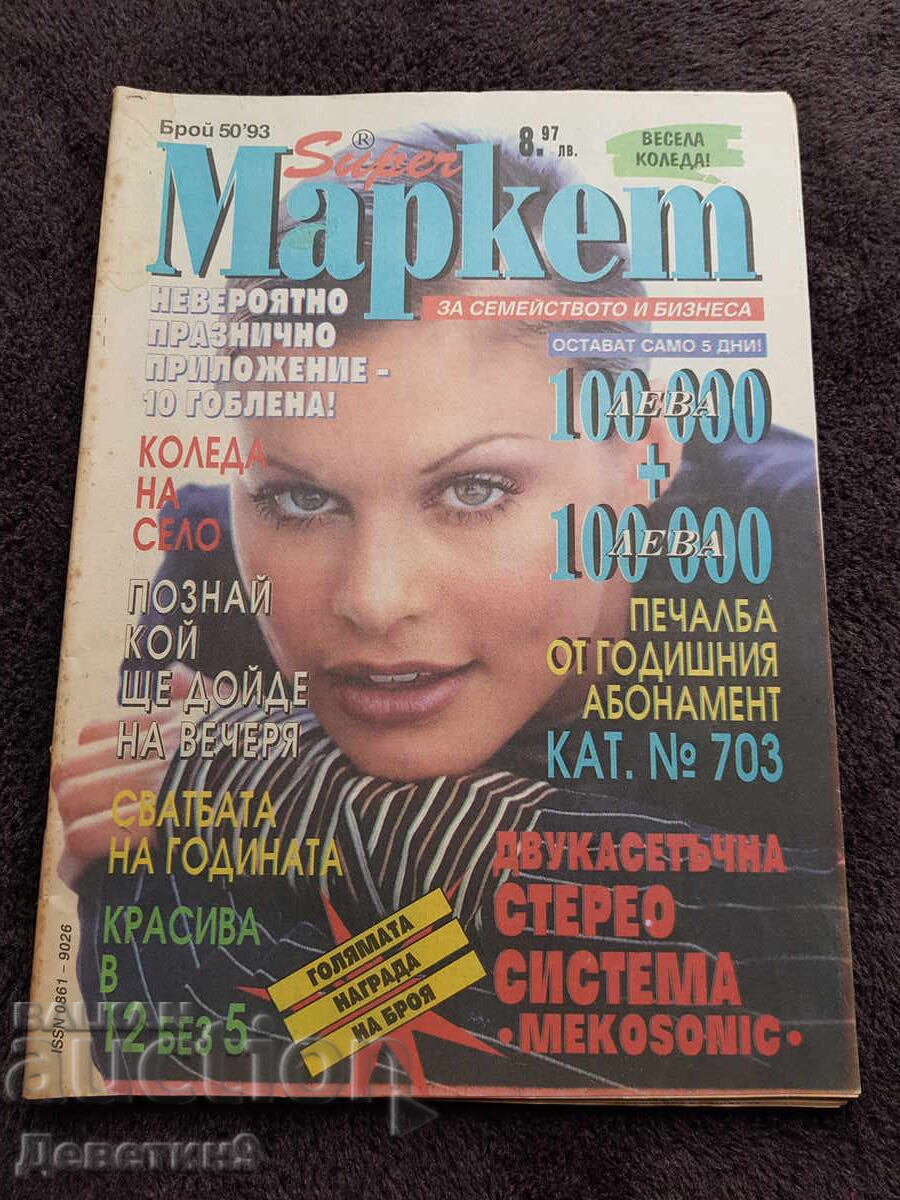 Брой 50'93
Super®
8.97 лв.
ВЕСЕЛА
КОЛЕДА!
Маркет
ЗА СЕМЕЙСТВОТО И БИЗНЕСА
НЕВЕРОЯТНО
ПРАЗНИЧНО
ПРИЛОЖЕНИЕ -
10 ГОБЛЕНА!
ОСТАВАТ САМО 5 ДНИ!
100 000
ЛЕВА
+
100 000
ЛЕВА
ПЕЧАЛБА
ОТ ГОДИШНИЯ
АБОНАМЕНТ
КАТ. № 703
КОЛЕДА
НА
СЕЛО
ПОЗНАЙ
КОЙ
ЩЕ ДОЙДЕ
НА ВЕЧЕРЯ
СВАТБАТА
НА ГОДИНАТА
КРАСИВА
В
12 БЕЗ 5
ГОЛЯМАТА
НАГРАДА
НА БРОЯ
ДВУКАСЕТЪЧНА
СТЕРЕО
СИСТЕМА
•MEKOSONIC•
ISSN 0861 - 9026
auction
Деветин9